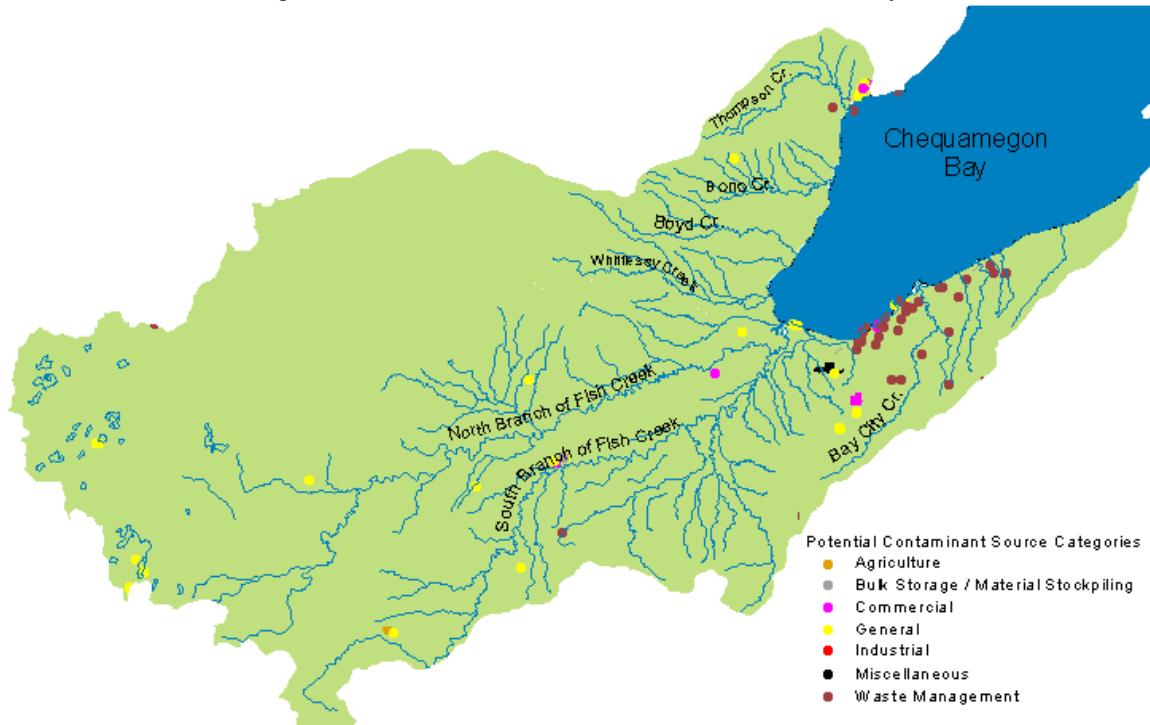 Thompson Cr.
Chequamegon
Bay
Bono Cr.
Boyd Cr.
Whittlesy Creek
North Branch of Fish Creek
South Branch of Fish Creek
Bay City Cr.
Potential Contaminant Source Categories
Agriculture
Bulk Storage / Material Stockpiling
Commercial
General
Industrial
Miscellaneous
Waste Management